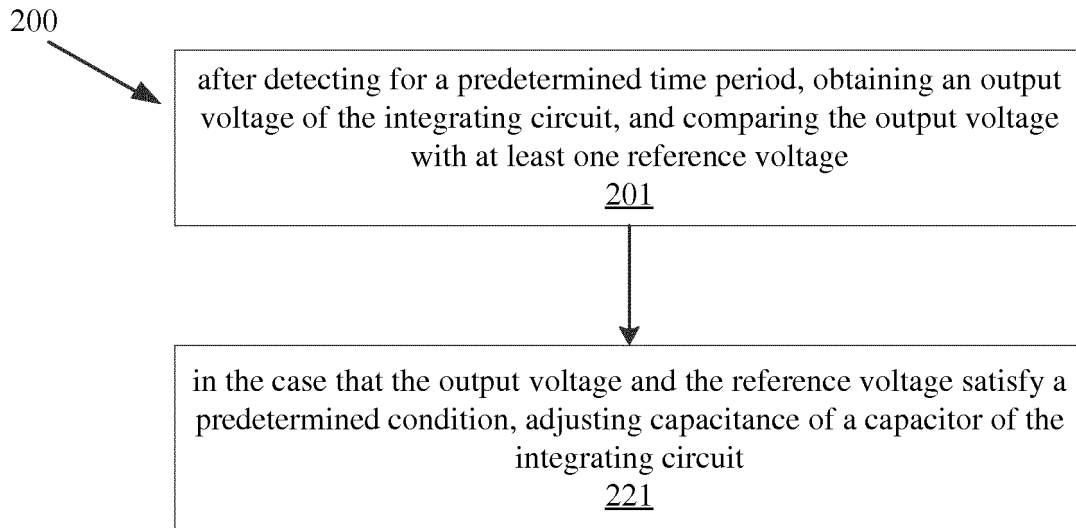 200
after detecting for a predetermined time period, obtaining an output
voltage of the integrating circuit, and comparing the output voltage
with at least one reference voltage
201
in the case that the output voltage and the reference voltage satisfy a
predetermined condition, adjusting capacitance of a capacitor of the
integrating circuit
221